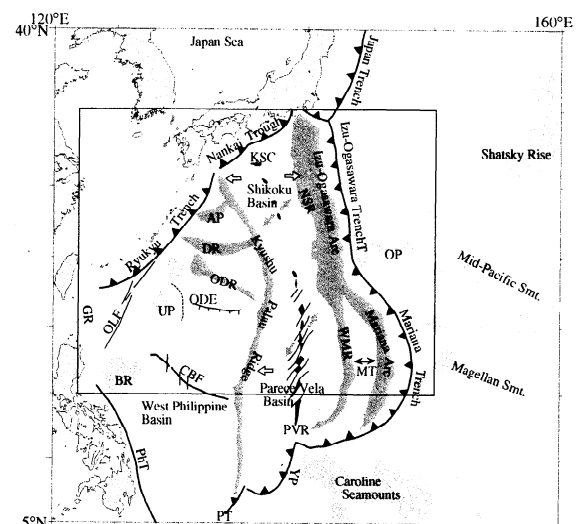 120°E
160°E
40°N
Japan Sea
Japan Trench
Nankai Trough
KSC
Izu-Ogasawara TrenchT
Izu-Ogasawara Arc
NSR
Shatsky Rise
Shikoku
Basin
Ryukyu Trench
AP
DR
ODR
Kyushu Palau Ridge
OP
Mid-Pacific Smt.
GR
OLF
UP
QDE
WMR
Mariana Arc
MT
Mariana Trench
Magellan Smt.
BR
CBF
Parece Vela
Basin
West Philippine
Basin
PVR
PhT
YP
Caroline
Seamounts
PT
5°N